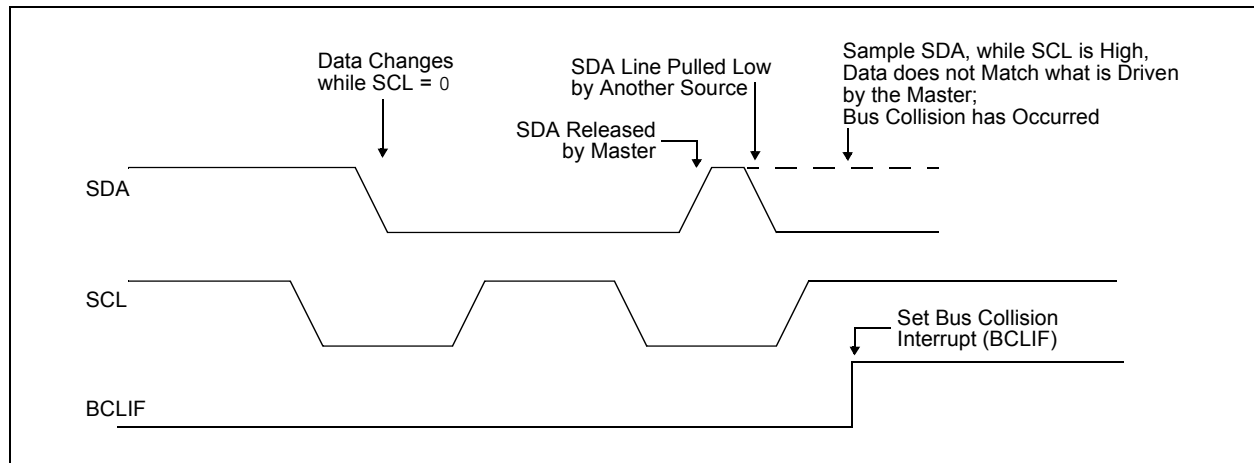 Data Changes
while SCL = 0
SDA Line Pulled Low
by Another Source
Sample SDA, while SCL is High,
Data does not Match what is Driven
by the Master;
Bus Collision has Occurred
SDA Released
by Master
SDA
SCL
Set Bus Collision
Interrupt (BCLIF)
BCLIF